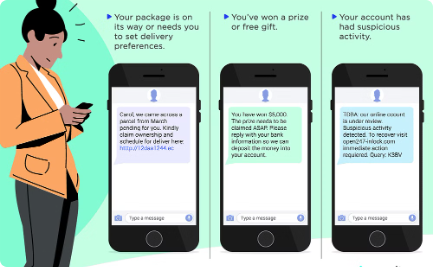 Your package is on
its way or needs you
to set delivery
preferences.
You've won a prize
or free gift.
Your account has
had suspicious
activity.
Carol, we came across a
parcel from March
pending for you. Kindly
claim ownership and
schedule for deliver here:
You have won $5,000
The prize needs to be
claimed ASAP. Please
reply with your bank
information so we can
deposit the money into
your account.
our online account
is under review.
Suspicious activity
detected. To recover visit
immediate action
required. Query:
Type a message
Type a message
Type a message